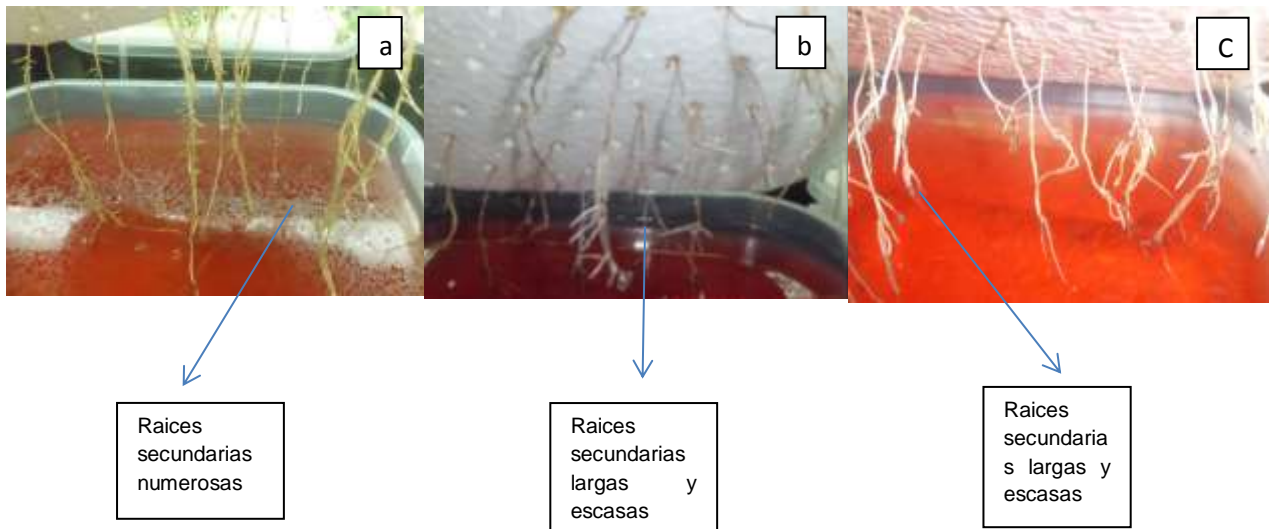 a
b
C
Raices
secundarias
numerosas
Raices
secundarias
largas y
escasas
Raices
secundaria
s largas y
escasas